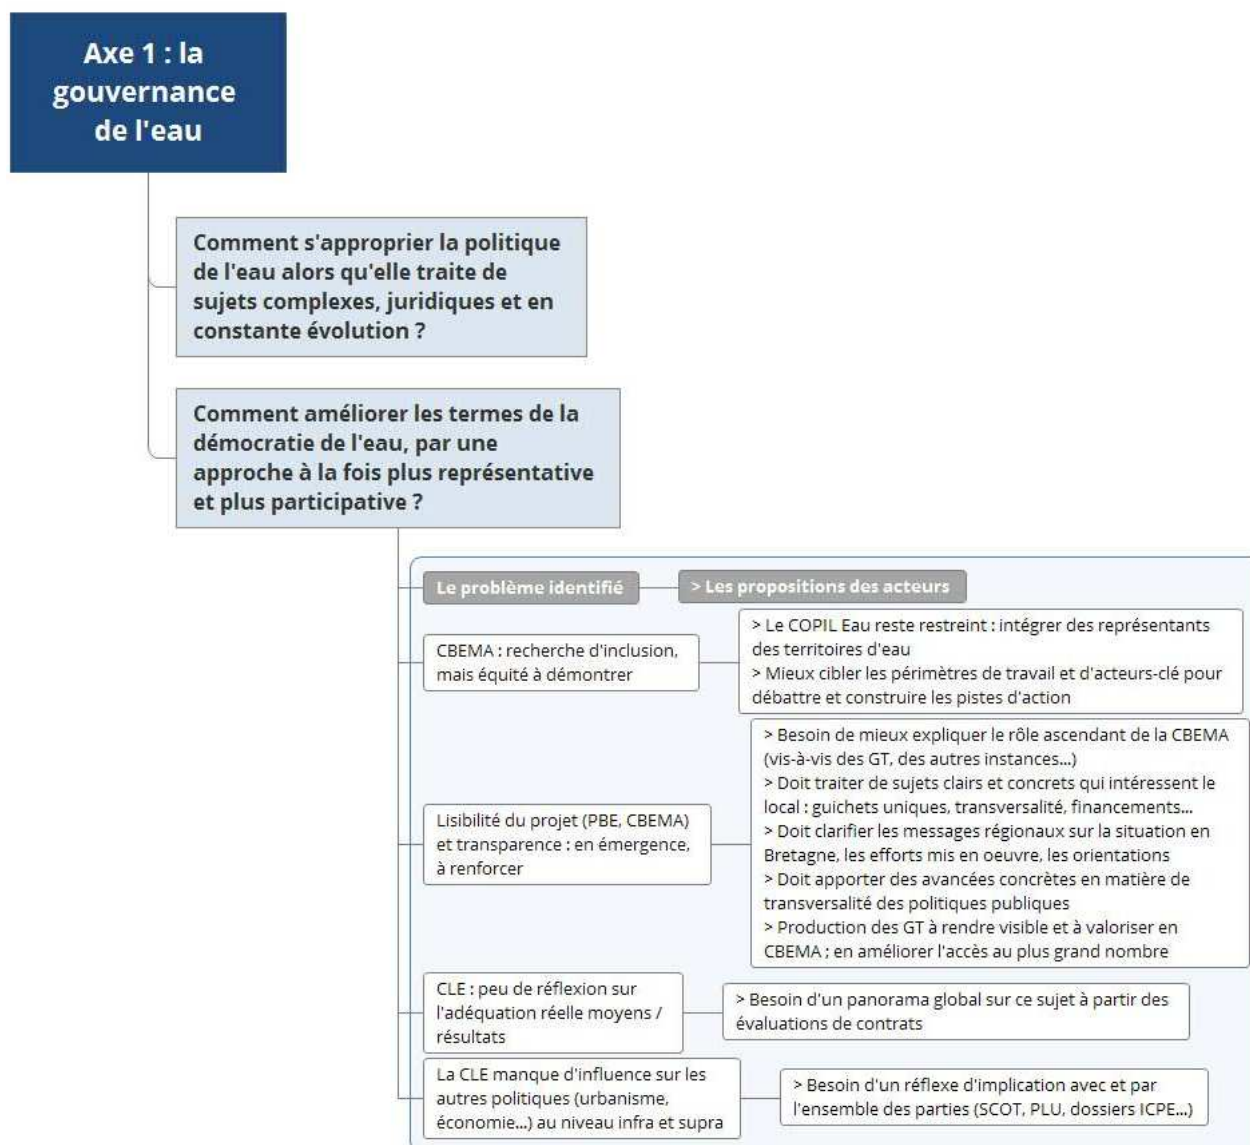 Axe 1 : la
gouvernance
de l'eau
Comment s'approprier la politique
de l'eau alors qu'elle traite de
sujets complexes, juridiques et en
constante évolution ?
Comment améliorer les termes de la
démocratie de l'eau, par une
approche à la fois plus représentative
et plus participative ?
Le problème identifié
> Les propositions des acteurs
CBEMA : recherche d'inclusion,
mais équité à démontrer
> Le COPIL Eau reste restreint : intégrer des représentants
des territoires d'eau
> Mieux cibler les périmètres de travail et d'acteurs-clé pour
débattre et construire les pistes d'action
Lisibilité du projet (PBE, CBEMA)
et transparence : en émergence,
à renforcer
> Besoin de mieux expliquer le rôle ascendant de la CBEMA
(vis-à-vis des GT, des autres instances...)
> Doit traiter de sujets clairs et concrets qui intéressent le
local : guichets uniques, transversalité, financements...
> Doit clarifier les messages régionaux sur la situation en
Bretagne, les efforts mis en oeuvre, les orientations
> Doit apporter des avancées concrètes en matière de
transversalité des politiques publiques
> Production des GT à rendre visible et à valoriser en
CBEMA ; en améliorer l'accès au plus grand nombre
CLE : peu de réflexion sur
l'adéquation réelle moyens /
résultats
> Besoin d'un panorama global sur ce sujet à partir des
évaluations de contrats
La CLE manque d'influence sur les
autres politiques (urbanisme,
économie...) au niveau infra et supra
> Besoin d'un réflexe d'implication avec et par
l'ensemble des parties (SCOT, PLU, dossiers ICPE...)